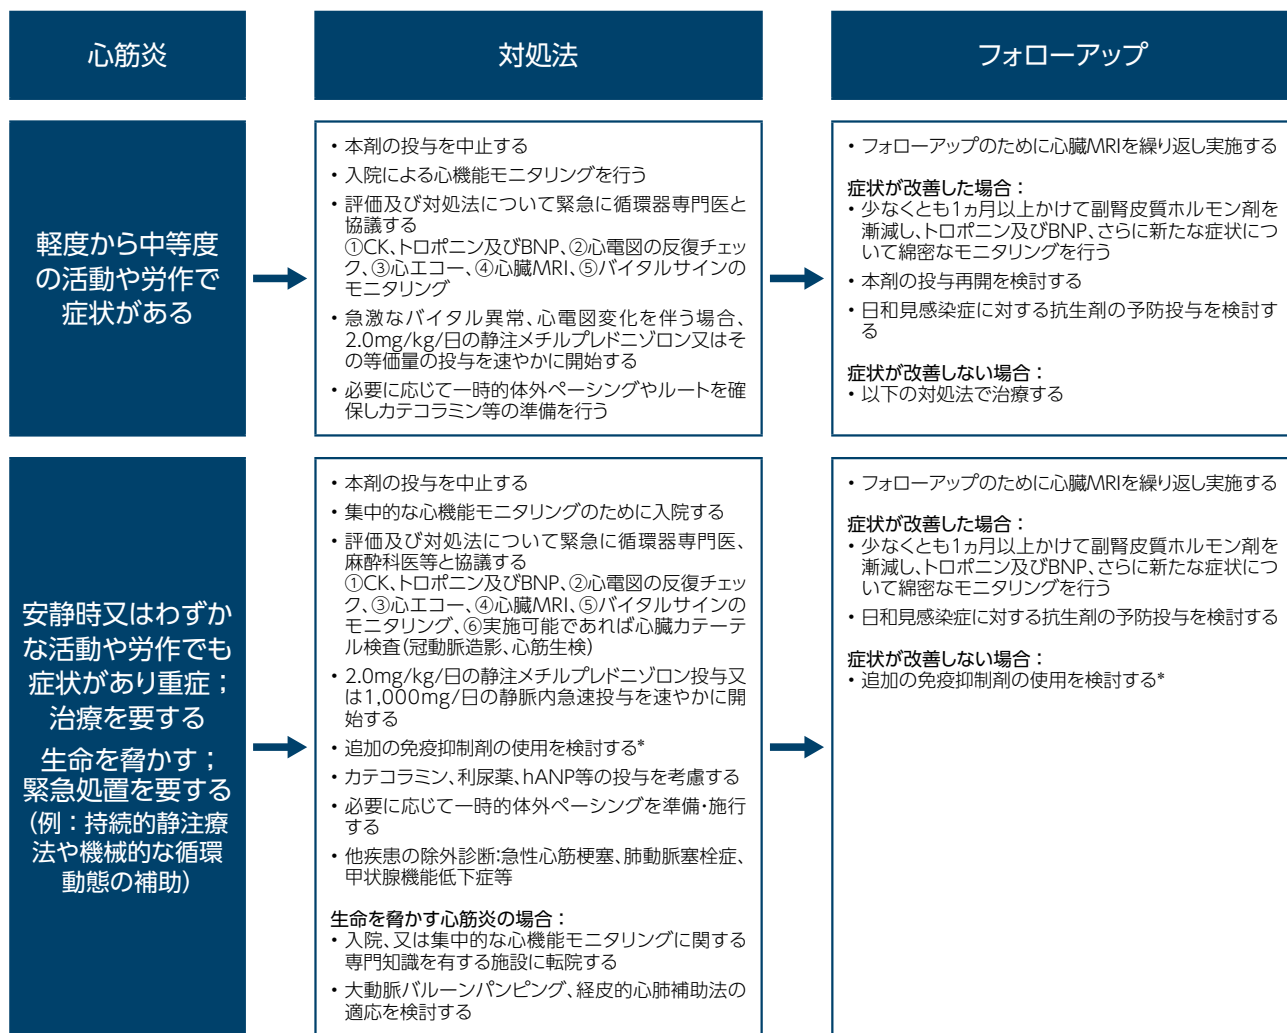 心筋炎
対処法
フォローアップ
軽度から中等度
の活動や労作で
症状がある
・本剤の投与を中止する
・入院による心機能モニタリングを行う
・評価及び対処法について緊急に循環器専門医と
協議する
①CK、トロポニン及びBNP、②心電図の反復チェッ
ク、③心エコー、④心臓MRI、⑤バイタルサインの
モニタリング
・急激なバイタル異常、心電図変化を伴う場合、
2.0mg/kg/日の静注メチルプレドニゾロン又はそ
の等価量の投与を速やかに開始する
・必要に応じて一時的体外ペーシングやルートを確
保しカテコラミン等の準備を行う
・フォローアップのために心臓MRIを繰り返し実施する
症状が改善した場合：
・少なくとも1ヵ月以上かけて副腎皮質ホルモン剤を
漸減し、トロポニン及びBNP、さらに新たな症状につ
いて綿密なモニタリングを行う
・本剤の投与再開を検討する
・日和見感染症に対する抗生剤の予防投与を検討す
る
症状が改善しない場合：
・以下の対処法で治療する
安静時又はわずか
な活動や労作でも
症状があり重症；
治療を要する
生命を脅かす；
緊急処置を要する
（例：持続的静注療
法や機械的な循環
動態の補助）
・本剤の投与を中止する
・集中的な心機能モニタリングのために入院する
・評価及び対処法について緊急に循環器専門医、
麻酔科医等と協議する
①CK、トロポニン及びBNP、②心電図の反復チェッ
ク、③心エコー、④心臓MRI、⑤バイタルサインの
モニタリング、⑥実施可能であれば心臓カテーテ
ル検査（冠動脈造影、心筋生検）
・2.0mg/kg/日の静注メチルプレドニゾロン投与又
は1,000mg/日の静脈内急速投与を速やかに開
始する
・追加の免疫抑制剤の使用を検討する*
・カテコラミン、利尿薬、hANP等の投与を考慮する
・必要に応じて一時的体外ペーシングを準備・施行
する
・他疾患の除外診断:急性心筋梗塞、肺動脈塞栓症、
甲状腺機能低下症等
生命を脅かす心筋炎の場合：
・入院、又は集中的な心機能モニタリングに関する
専門知識を有する施設に転院する
・大動脈バルーンパンピング、経皮的心肺補助法の
適応を検討する
・フォローアップのために心臓MRIを繰り返し実施する
症状が改善した場合：
・少なくとも1ヵ月以上かけて副腎皮質ホルモン剤を
漸減し、トロポニン及びBNP、さらに新たな症状につ
いて綿密なモニタリングを行う
・日和見感染症に対する抗生剤の予防投与を検討する
症状が改善しない場合：
・追加の免疫抑制剤の使用を検討する*